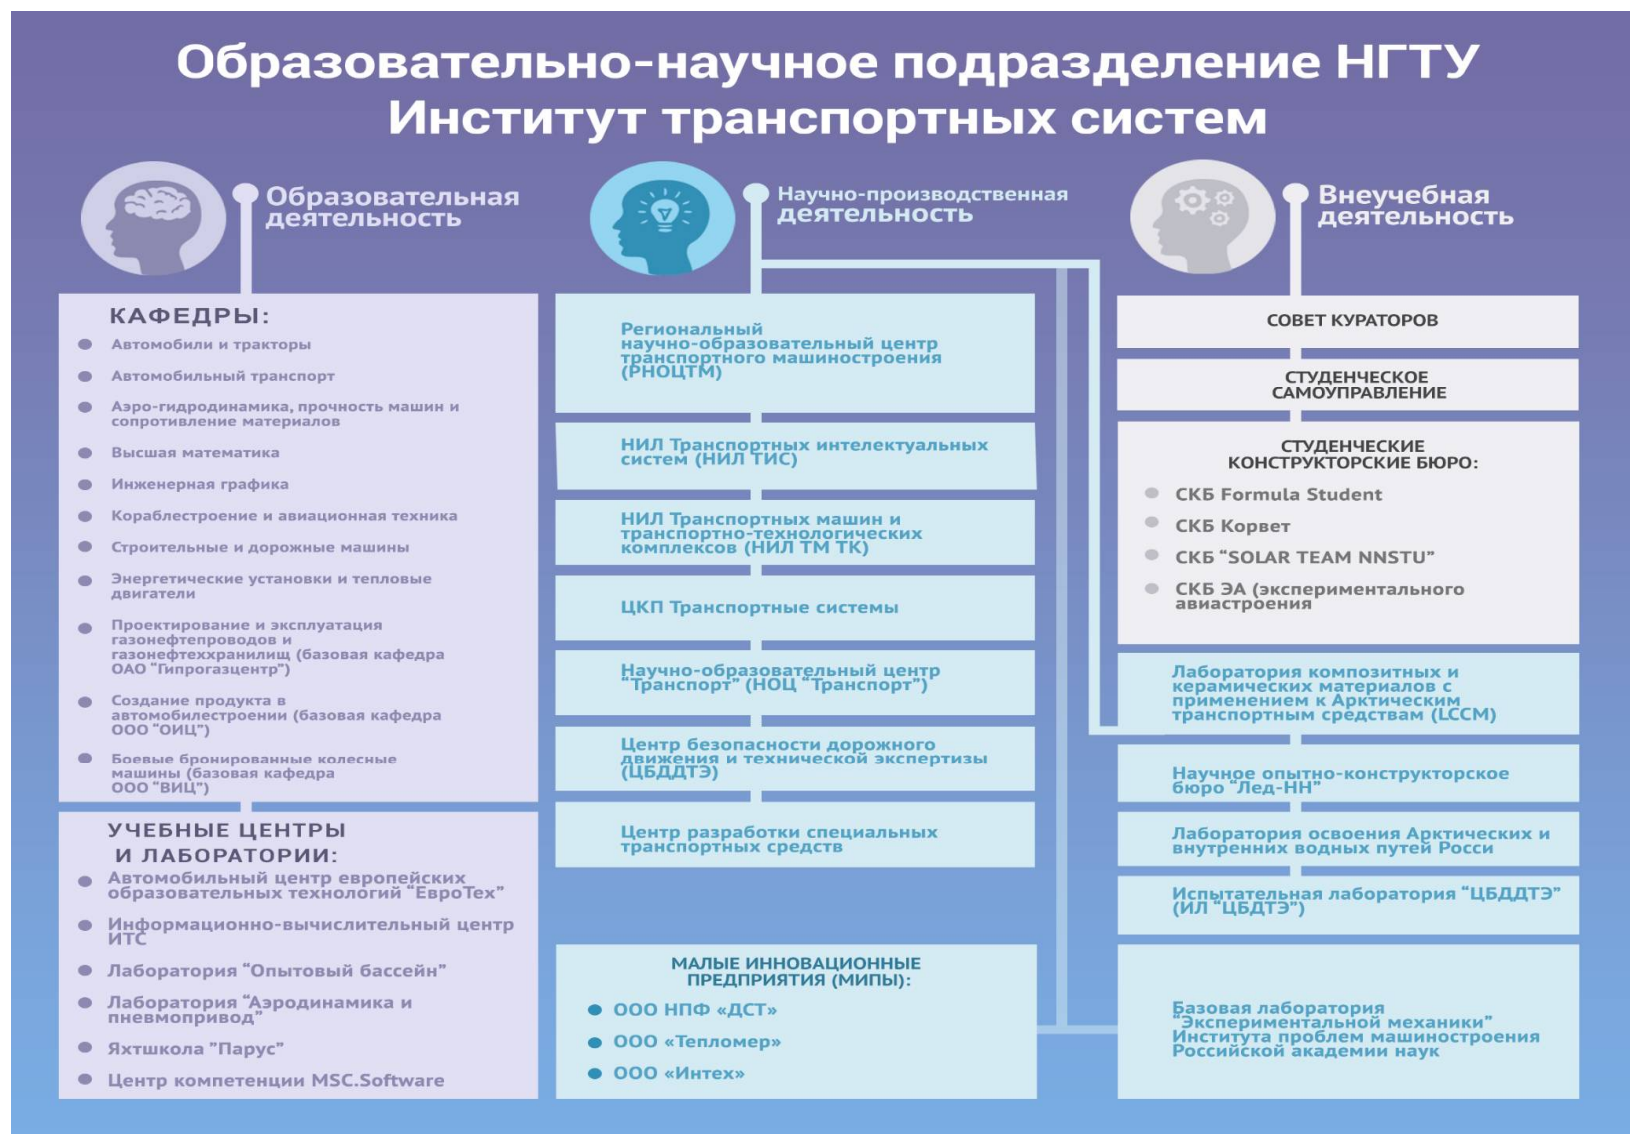 Образовательно-научное подразделение НГТУ
Институт транспортных систем
Образовательная
деятельность
КАФЕДРЫ:
Автомобили и тракторы
Автомобильный транспорт
Аэро-гидродинамика, прочность машин и
сопротивление материалов
Высшая математика
Инженерная графика
Кораблестроение и авиационная техника
Строительные и дорожные машины
Энергетические установки и тепловые
двигатели
Проектирование и эксплуатация
газонефтепроводов и
газонефтеххранилищ (базовая кафедра
ОАО "Гипрогазцентр")
Создание продукта в
автомобилестроении (базовая кафедра
ООО "ОИЦ")
Боевые бронированные колесные
машины (базовая кафедра
ООО "ВИЦ")
УЧЕБНЫЕ ЦЕНТРЫ
И ЛАБОРАТОРИИ:
Автомобильный центр европейских
образовательных технологий "ЕвроТех"
Информационно-вычислительный центр
ИТС
Лаборатория "Опытовый бассейн"
Лаборатория "Аэродинамика и
пневмопривод"
Яхтшкола "Парус"
Центр компетенции MSC.Software
Научно-производственная
деятельность
Региональный
научно-образовательный центр
транспортного машиностроения
(РНОЦТМ)
НИЛ Транспортных интелектуальных
систем (НИЛ ТИС)
НИЛ Транспортных машин и
транспортно-технологических
комплексов (НИЛ ТМ ТК)
ЦКП Транспортные системы
Научно-образовательный центр
"Транспорт" (НОЦ "Транспорт")
Центр безопасности дорожного
движения и технической экспертизы
(ЦБДДТЭ)
Центр разработки специальных
транспортных средств
МАЛЫЕ ИННОВАЦИОННЫЕ
ПРЕДПРИЯТИЯ (МИПЫ):
ООО НПФ «ДСТ»
ООО «Тепломер»
ООО «Интех»
Внеучебная
деятельность
СОВЕТ КУРАТОРОВ
СТУДЕНЧЕСКОЕ
САМОУПРАВЛЕНИЕ
СТУДЕНЧЕСКИЕ
КОНСТРУКТОРСКИЕ БЮРО:
СКБ Formula Student
СКБ Корвет
СКБ "SOLAR TEAM NNSTU"
СКБ ЭА (экспериментального
авиастроения
Лаборатория композитных и
керамических материалов с
применением к Арктическим
транспортным средствам (LCCM)
Научное опытно-конструкторское
бюро "Лед-НН"
Лаборатория освоения Арктических и
внутренних водных путей Росси
Испытательная лаборатория "ЦБДДТЭ"
(ИЛ "ЦБДТЭ")
Базовая лаборатория
"Экспериментальной механики"
Института проблем машиностроения
Российской академии наук